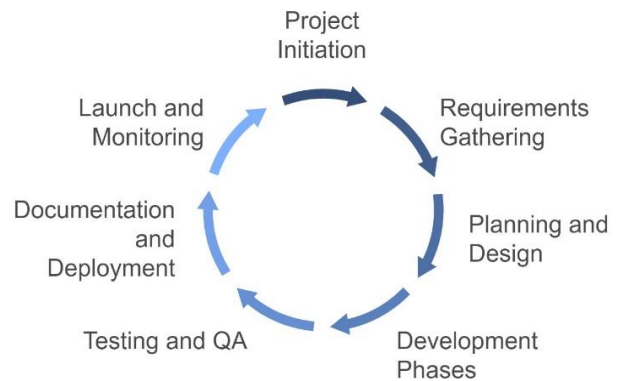 Project
Initiation
Requirements
Gathering
Planning and
Design
Development
Phases
Testing and QA
Documentation
and
Deployment
Launch and
Monitoring